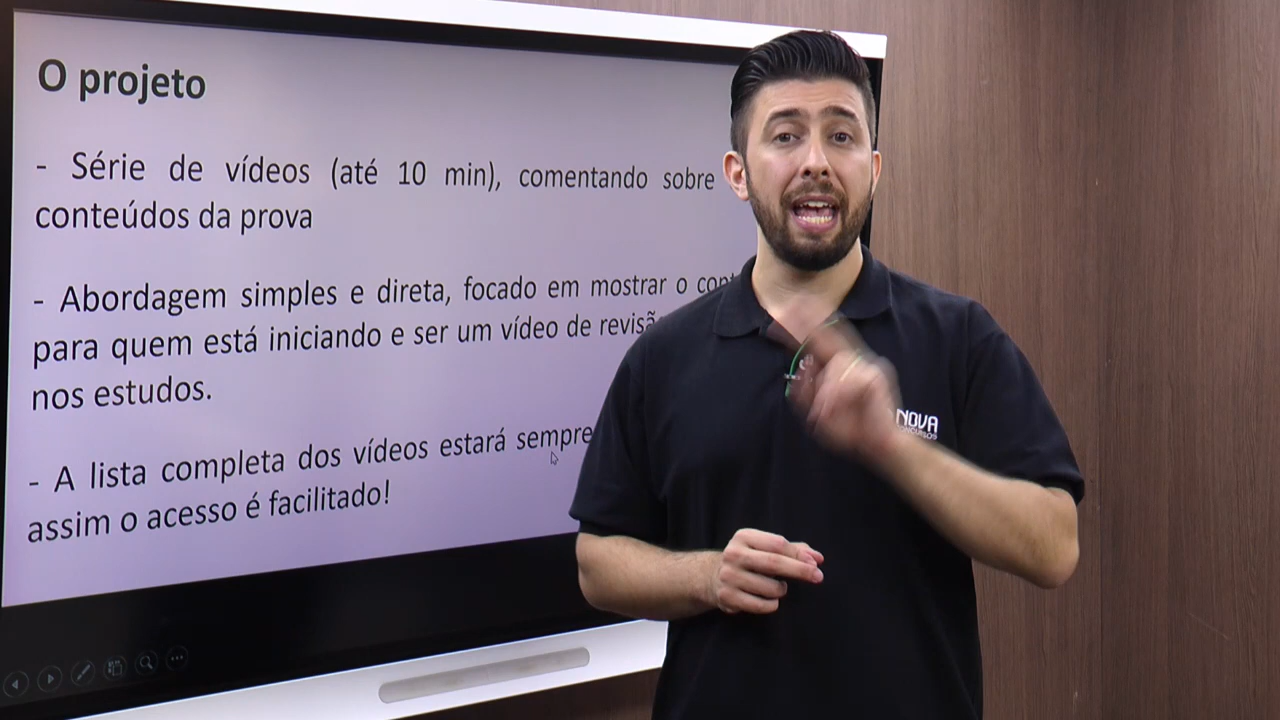 O projeto
- Série de vídeos (até 10 min), comentando sobre
conteúdos da prova
- Abordagem simples e direta, focado em mostrar o
para quem está iniciando e ser um vídeo de
nos estudos.
- A lista completa dos vídeos estará sempre
assim o acesso é facilitado!
NOVA